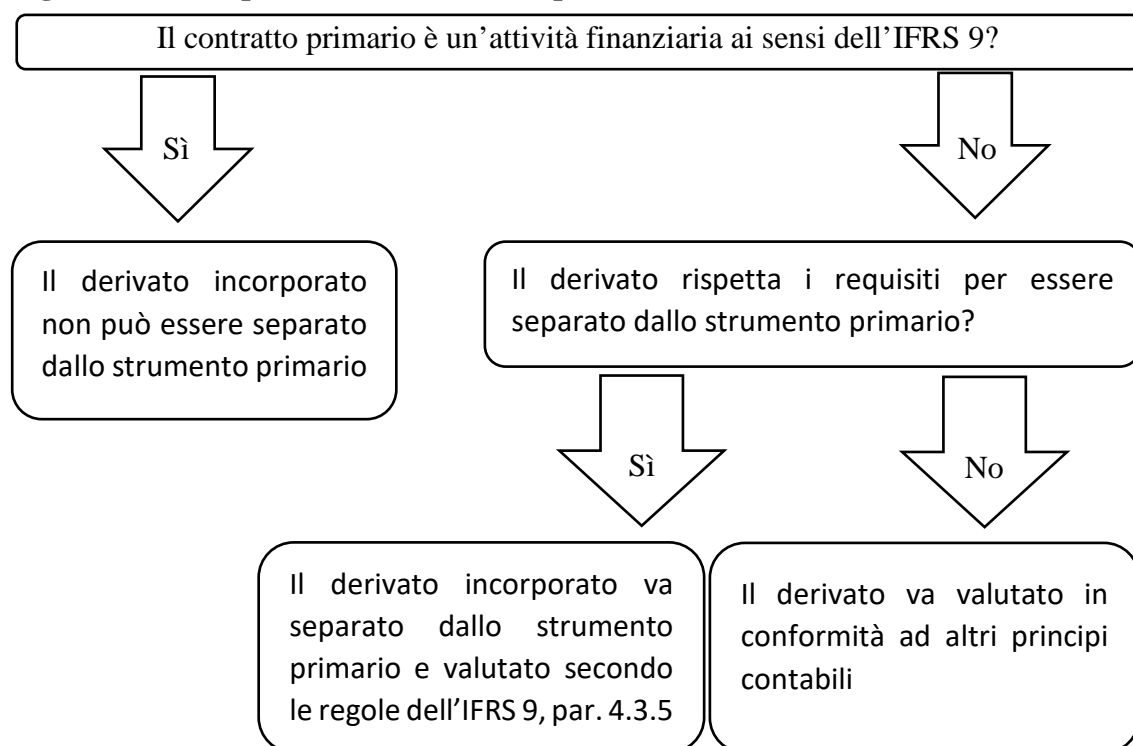 Il contratto primario è un'attività finanziaria ai sensi dell'IFRS 9?
Sì
No
Il derivato incorporato
non può essere separato
dallo strumento primario
Il derivato rispetta i requisiti per essere
separato dallo strumento primario?
Sì
No
Il derivato incorporato va
separato dallo strumento
primario e valutato secondo
le regole dell'IFRS 9, par. 4.3.5
Il derivato va valutato in
conformità ad altri principi
contabili